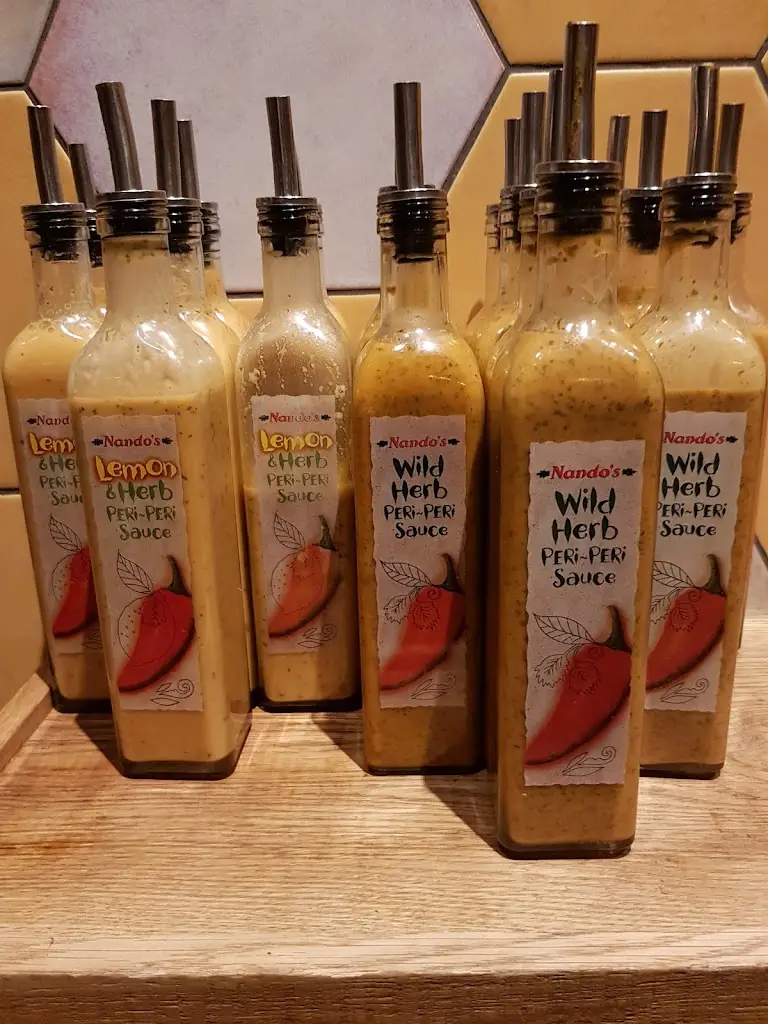 Nando's
Lemon
& Herb
PERi-PERi
Sauce
Nando's
Lemon
& Herb
PERi-PERi
Sauce
Nando's
Wild
Herb
PERi~PERi
Sauce
Nando's
Wild
Herb
PERi~PERi
Sauce
Nando's
Wild
Herb
PERi~PERi
Sauce